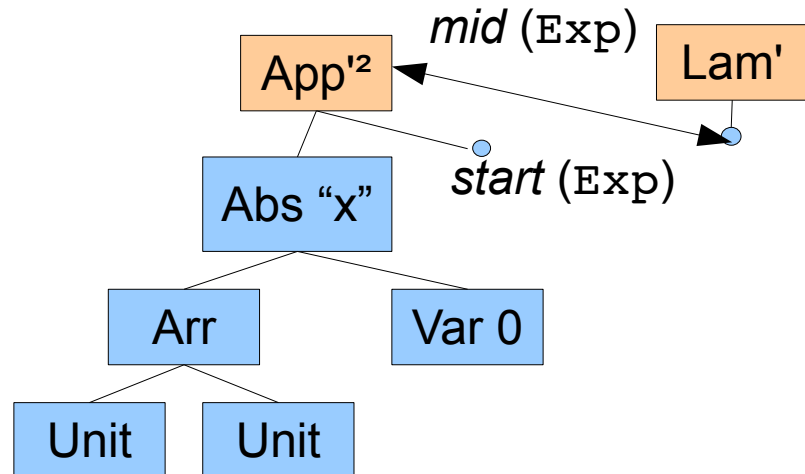 mid (Exp)
App'² Lam'
start (Exp)
Abs “x”
Arr Var 0
Unit Unit